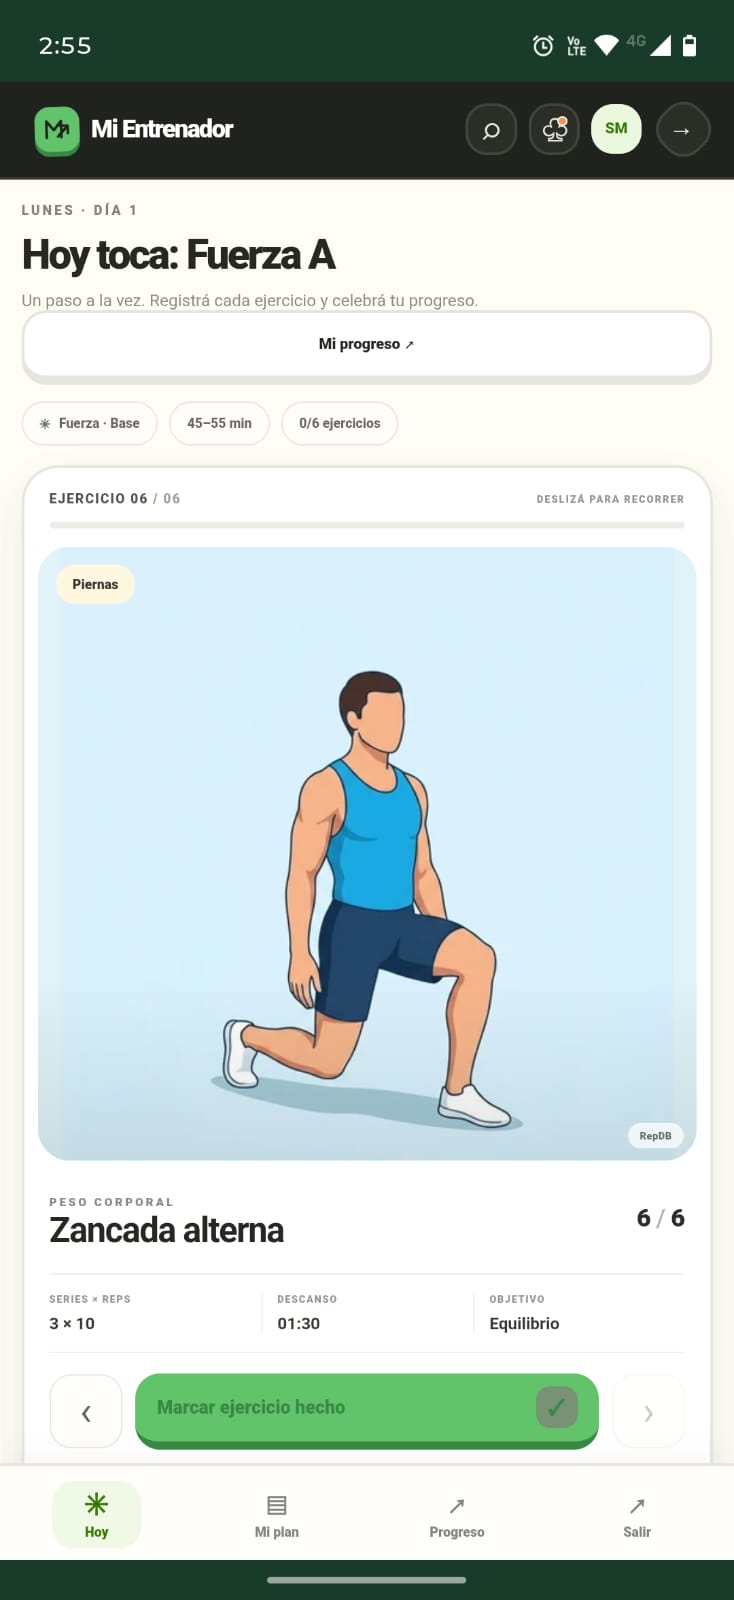 2:55
Vo
LTE
4G
Mi Entrenador
SM
→
LUNES · DÍA 1
Hoy toca: Fuerza A
Un paso a la vez. Registrá cada ejercicio y celebrá tu progreso.
Mi progreso ↗
Fuerza · Base
45–55 min
0/6 ejercicios
EJERCICIO 06 / 06
DESLIZÁ PARA RECORRER
Piernas
RepDB
PESO CORPORAL
Zancada alterna
6 / 6
SERIES × REPS
DESCANSO
OBJETIVO
3 × 10
01:30
Equilibrio
‹
Marcar ejercicio hecho
✓
›
Hoy
Mi plan
Progreso
Salir